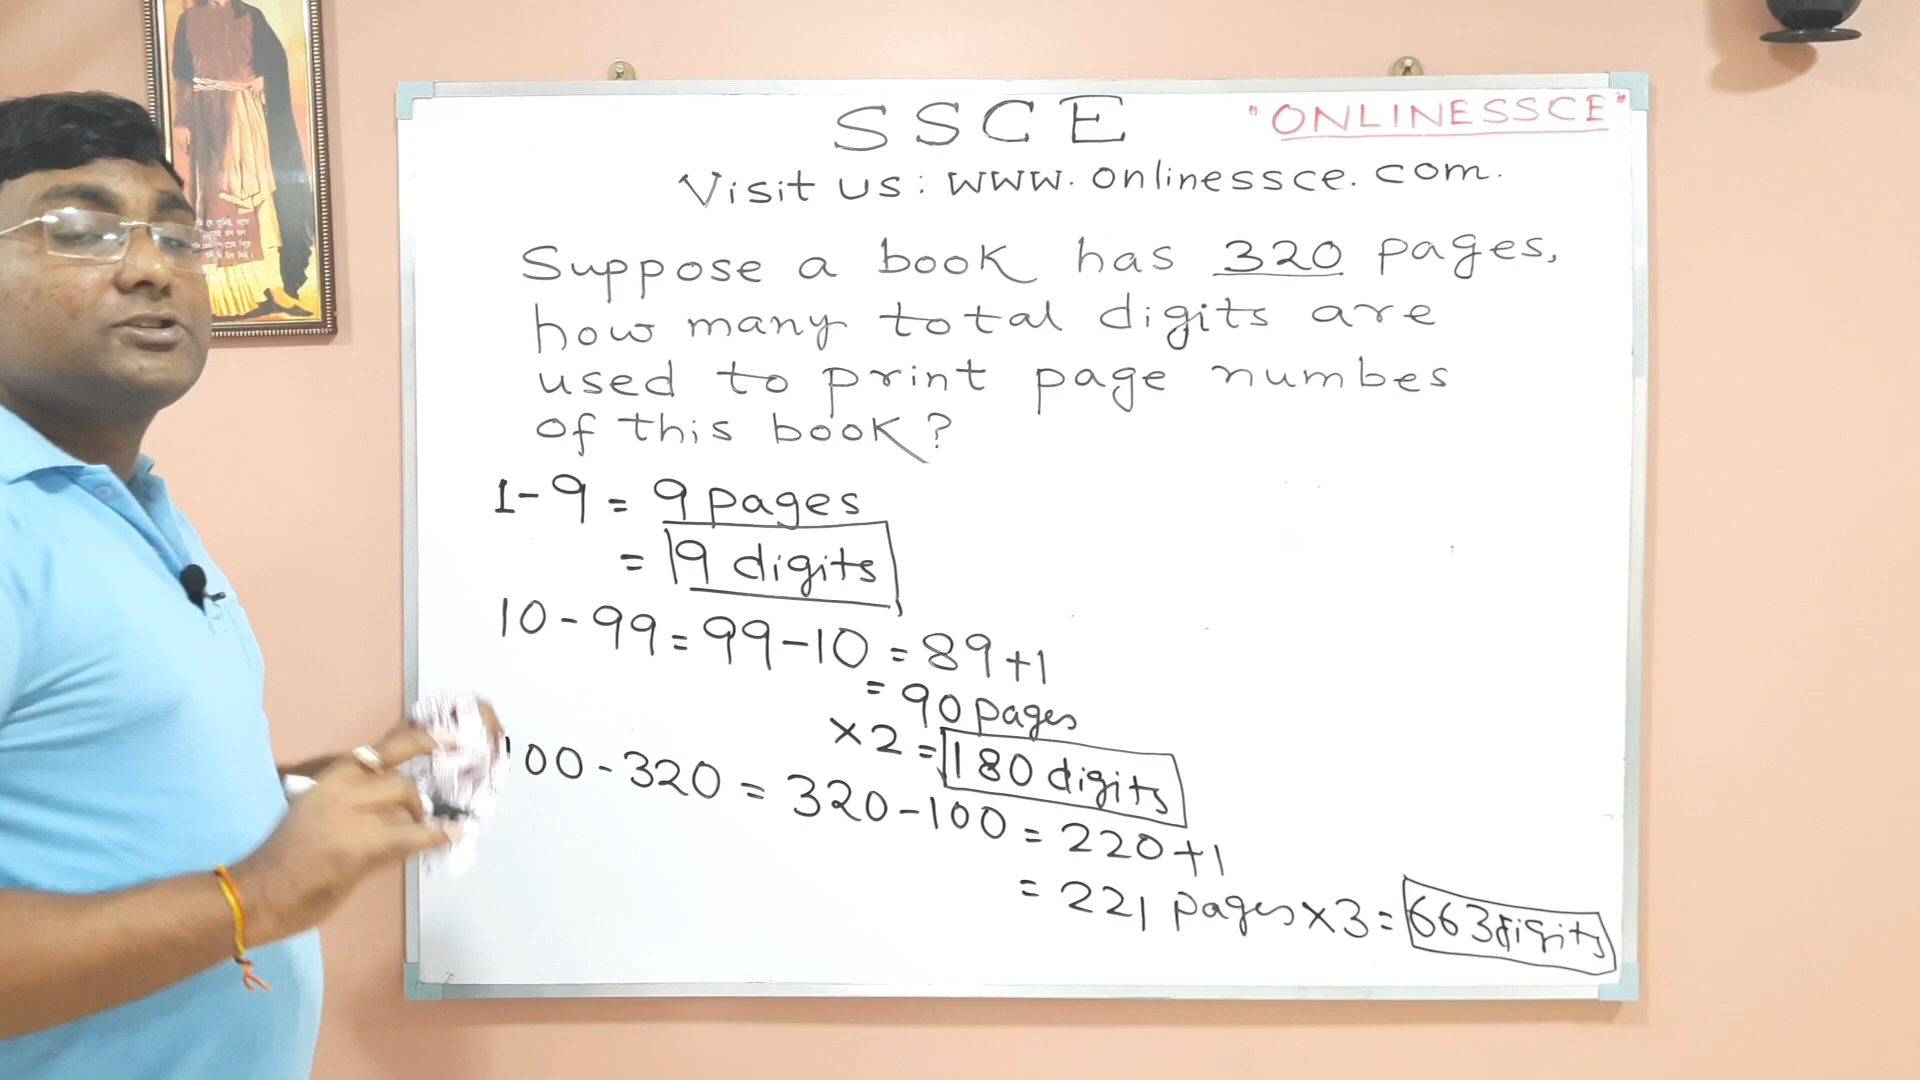 SSCE
"ONLINESSCE"
Visit us: www.onlinessce.com.
Suppose a book has 320 pages,
how many total digits are
used to print page numbes
of this book?
1-9 = 9 pages
= 9 digits
10-99 = 99-10 = 89+1
= 90 pages
×2 = 180 digits
100-320 = 320-100 = 220+1
= 221 pages×3 = 663 digits